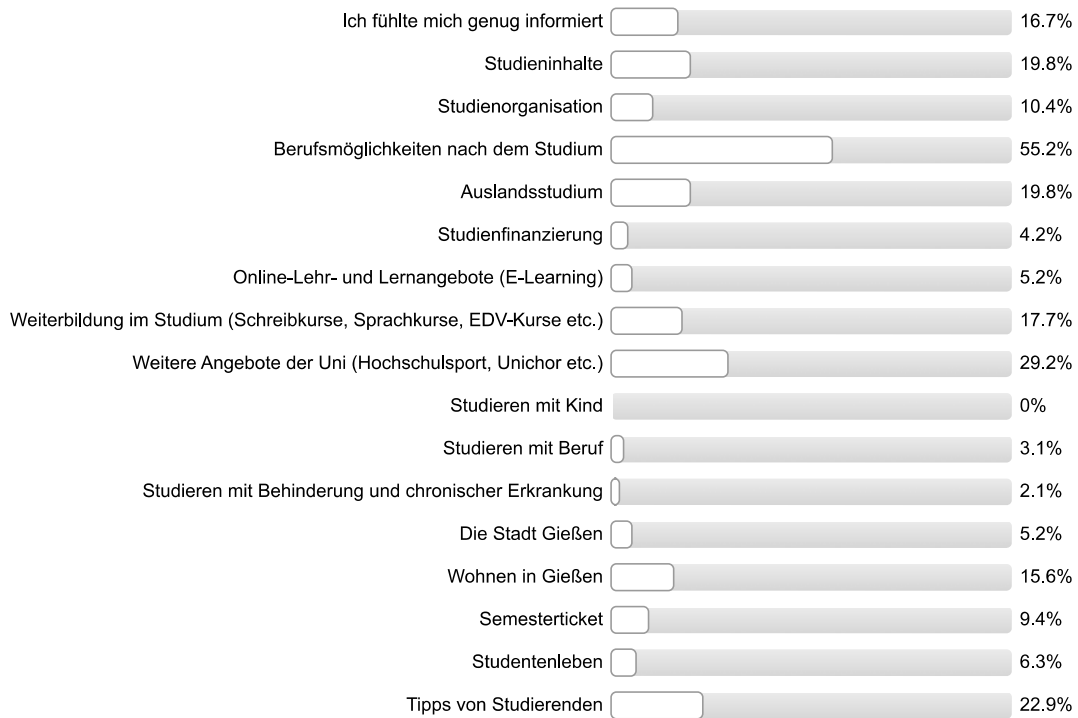 Ich fühlte mich genug informiert 16.7%
Studieninhalte 19.8%
Studienorganisation 10.4%
Berufsmöglichkeiten nach dem Studium 55.2%
Auslandsstudium 19.8%
Studienfinanzierung 4.2%
Online-Lehr- und Lernangebote (E-Learning) 5.2%
Weiterbildung im Studium (Schreibkurse, Sprachkurse, EDV-Kurse etc.) 17.7%
Weitere Angebote der Uni (Hochschulsport, Unichor etc.) 29.2%
Studieren mit Kind 0%
Studieren mit Beruf 3.1%
Studieren mit Behinderung und chronischer Erkrankung 2.1%
Die Stadt Gießen 5.2%
Wohnen in Gießen 15.6%
Semesterticket 9.4%
Studentenleben 6.3%
Tipps von Studierenden 22.9%